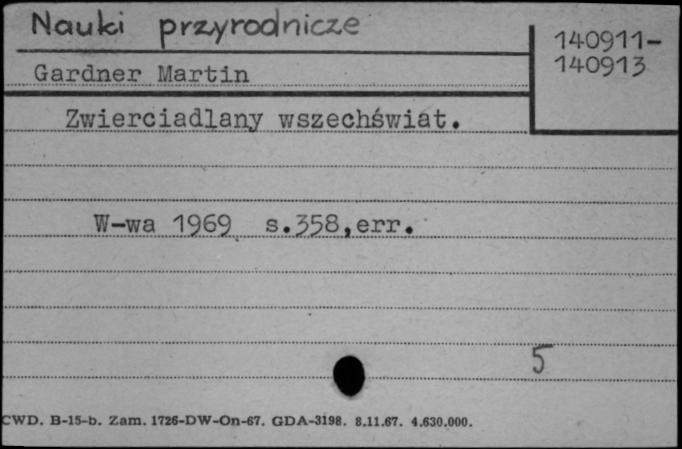 Nauki przyrodnicze
140911-
140913
Gardner Martin
Zwierciadlany wszechświat.
W-wa 1969 s.358,err.
5
CWD. B-15-b. Zam. 1726-DW-On-67. GDA-3198. 8.11.67. 4.630.000.